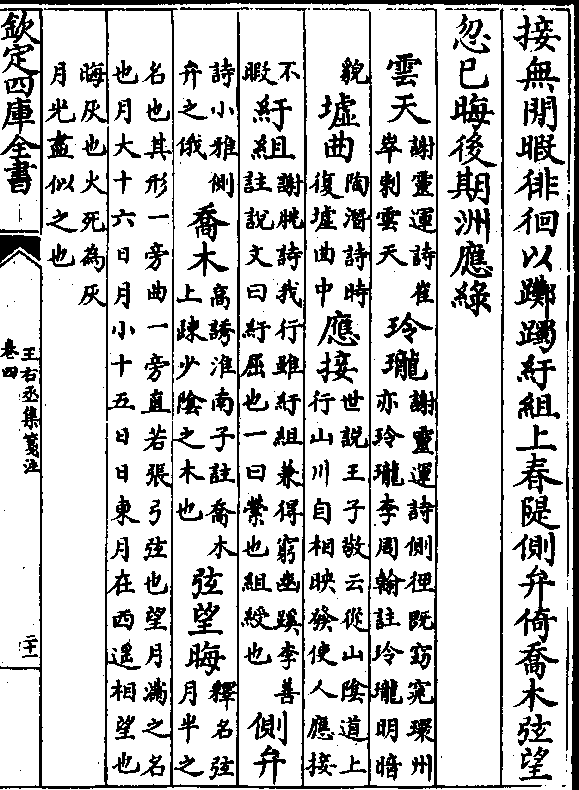 接無閒暇徘徊以躑躅紆組上春隄側弁倚喬木弦望
忽已晦後期洲應綠
雲天謝靈運詩崔崒刺雲天玲瓏謝靈運詩側徑既窈窕環州亦玲瓏李周翰註玲瓏明暗
貌墟曲陶潛詩時復墟曲中應接世說王子敬云從山陰道上行山川自相映發使人應接
不暇紆組謝朓詩我行雖紆組兼得窮幽蹊李善註說文曰紆屈也一曰縈也組綬也側弁
詩小雅側弁之俄喬木高誘淮南子註喬木上竦少陰之木也弦望晦釋名弦月半之
名也其形一旁曲一旁直若張弓弦也望月滿之名也月大十六日月小十五日日東月在西遥相望也
晦灰也火死為灰月光盡似之也
欽定四庫全書
王右丞集箋注
卷四
二十一